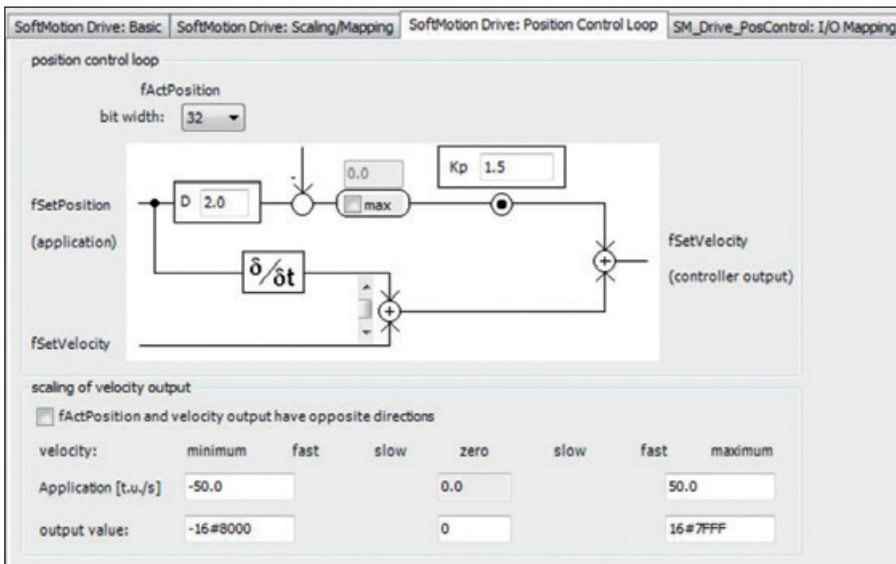 SoftMotion Drive: Basic SoftMotion Drive: Scaling/Mapping SoftMotion Drive: Position Control Loop SM_Drive_PosControl: I/O Mapping
position control loop
fActPosition
bit width: 32
0.0
Kp 1.5
fSetPosition D 2.0 max
(application)
fSetVelocity
(controller output)
δ/δt
fSetVelocity
scaling of velocity output
fActPosition and velocity output have opposite directions
velocity: minimum fast slow zero slow fast maximum
Application [t.u./s] -50.0 0.0 50.0
output value: -16#8000 0 16#7FFF